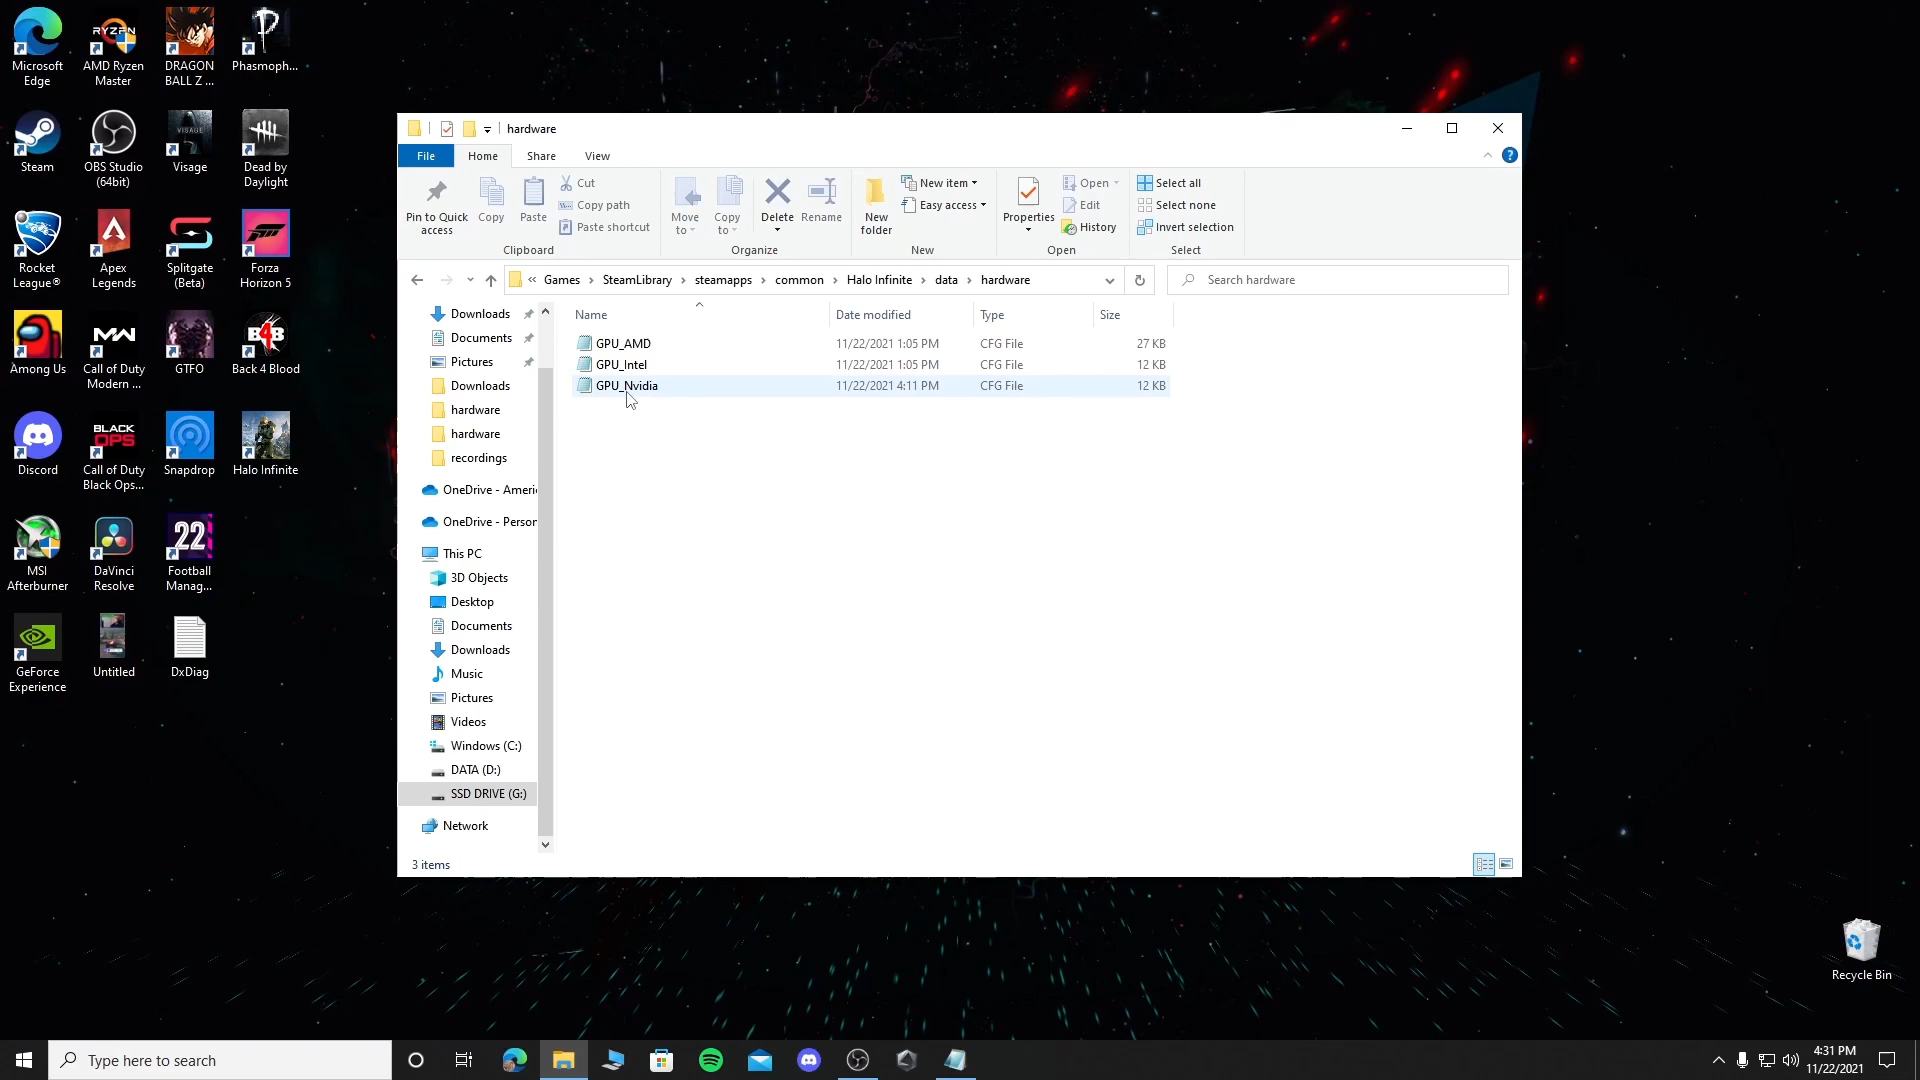 Microsoft
Edge
RYZEN
AMD Ryzen
Master
DRAGON
BALL Z ...
Phasmoph...
Steam
OBS Studio
(64bit)
VISAGE
Visage
Dead by
Daylight
Rocket
League®
Apex
Legends
Splitgate
(Beta)
Forza
Horizon 5
Among Us
MW
Call of Duty
Modern ...
GTFO
B4B
Back 4 Blood
Discord
BLACK
OPS
Call of Duty
Black Ops...
Snapdrop
Halo Infinite
MSI
Afterburner
DaVinci
Resolve
22
Football
Manag...
GeForce
Experience
Untitled
DxDiag
hardware
File
Home
Share
View
Pin to Quick
access
Copy
Paste
Cut
Copy path
Paste shortcut
Clipboard
Move
to
Copy
to
Delete
Rename
Organize
New
folder
New item
Easy access
New
Properties
Open
Edit
History
Open
Select all
Select none
Invert selection
Select
« Games > SteamLibrary > steamapps > common > Halo Infinite > data > hardware
Search hardware
Downloads
Documents
Pictures
Downloads
hardware
hardware
recordings
OneDrive - Ameri
OneDrive - Person
This PC
3D Objects
Desktop
Documents
Downloads
Music
Pictures
Videos
Windows (C:)
DATA (D:)
SSD DRIVE (G:)
Network
Name Date modified Type Size
GPU_AMD 11/22/2021 1:05 PM CFG File 27 KB
GPU_Intel 11/22/2021 1:05 PM CFG File 12 KB
GPU_Nvidia 11/22/2021 4:11 PM CFG File 12 KB
3 items
Recycle Bin
Type here to search
4:31 PM
11/22/2021